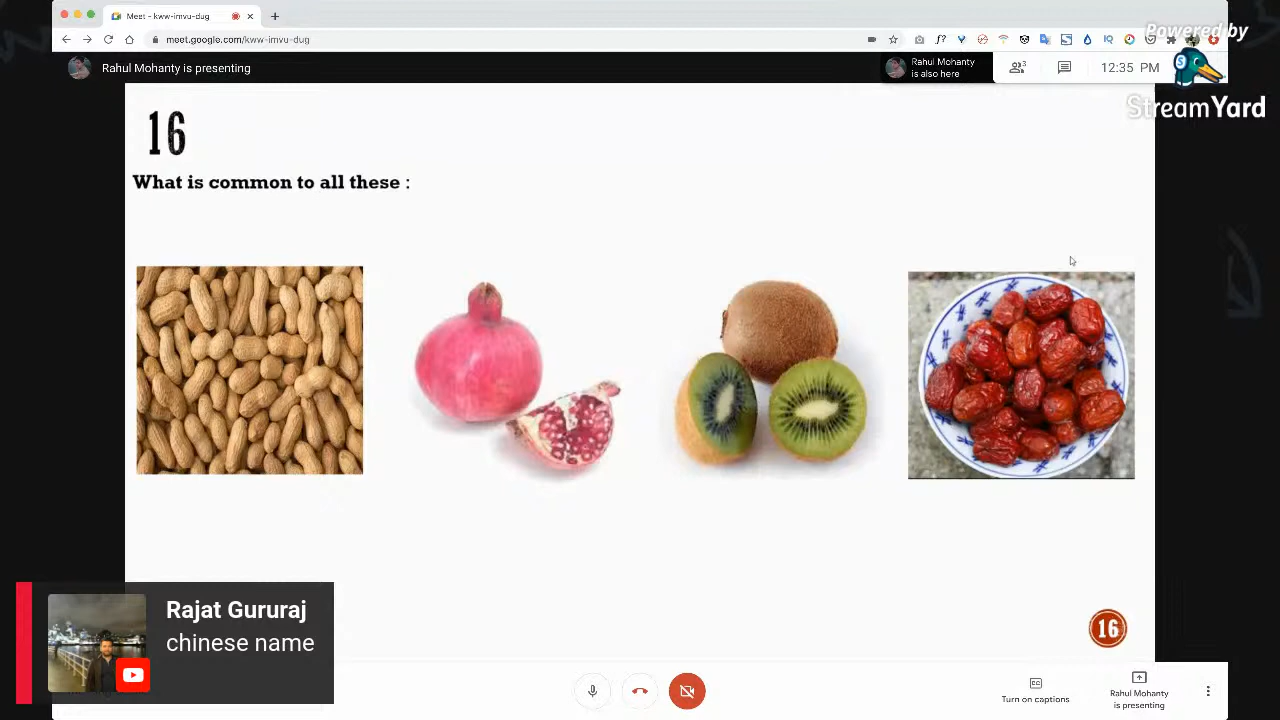 Meet - kww-imvu-dug
meet.google.com/kww-imvu-dug
Powered by
StreamYard
Rahul Mohanty is presenting
Rahul Mohanty
is also here
3
12:35 PM
16
What is common to all these :
16
Rajat Gururaj
chinese name
CC
Turn on captions
Rahul Mohanty
is presenting